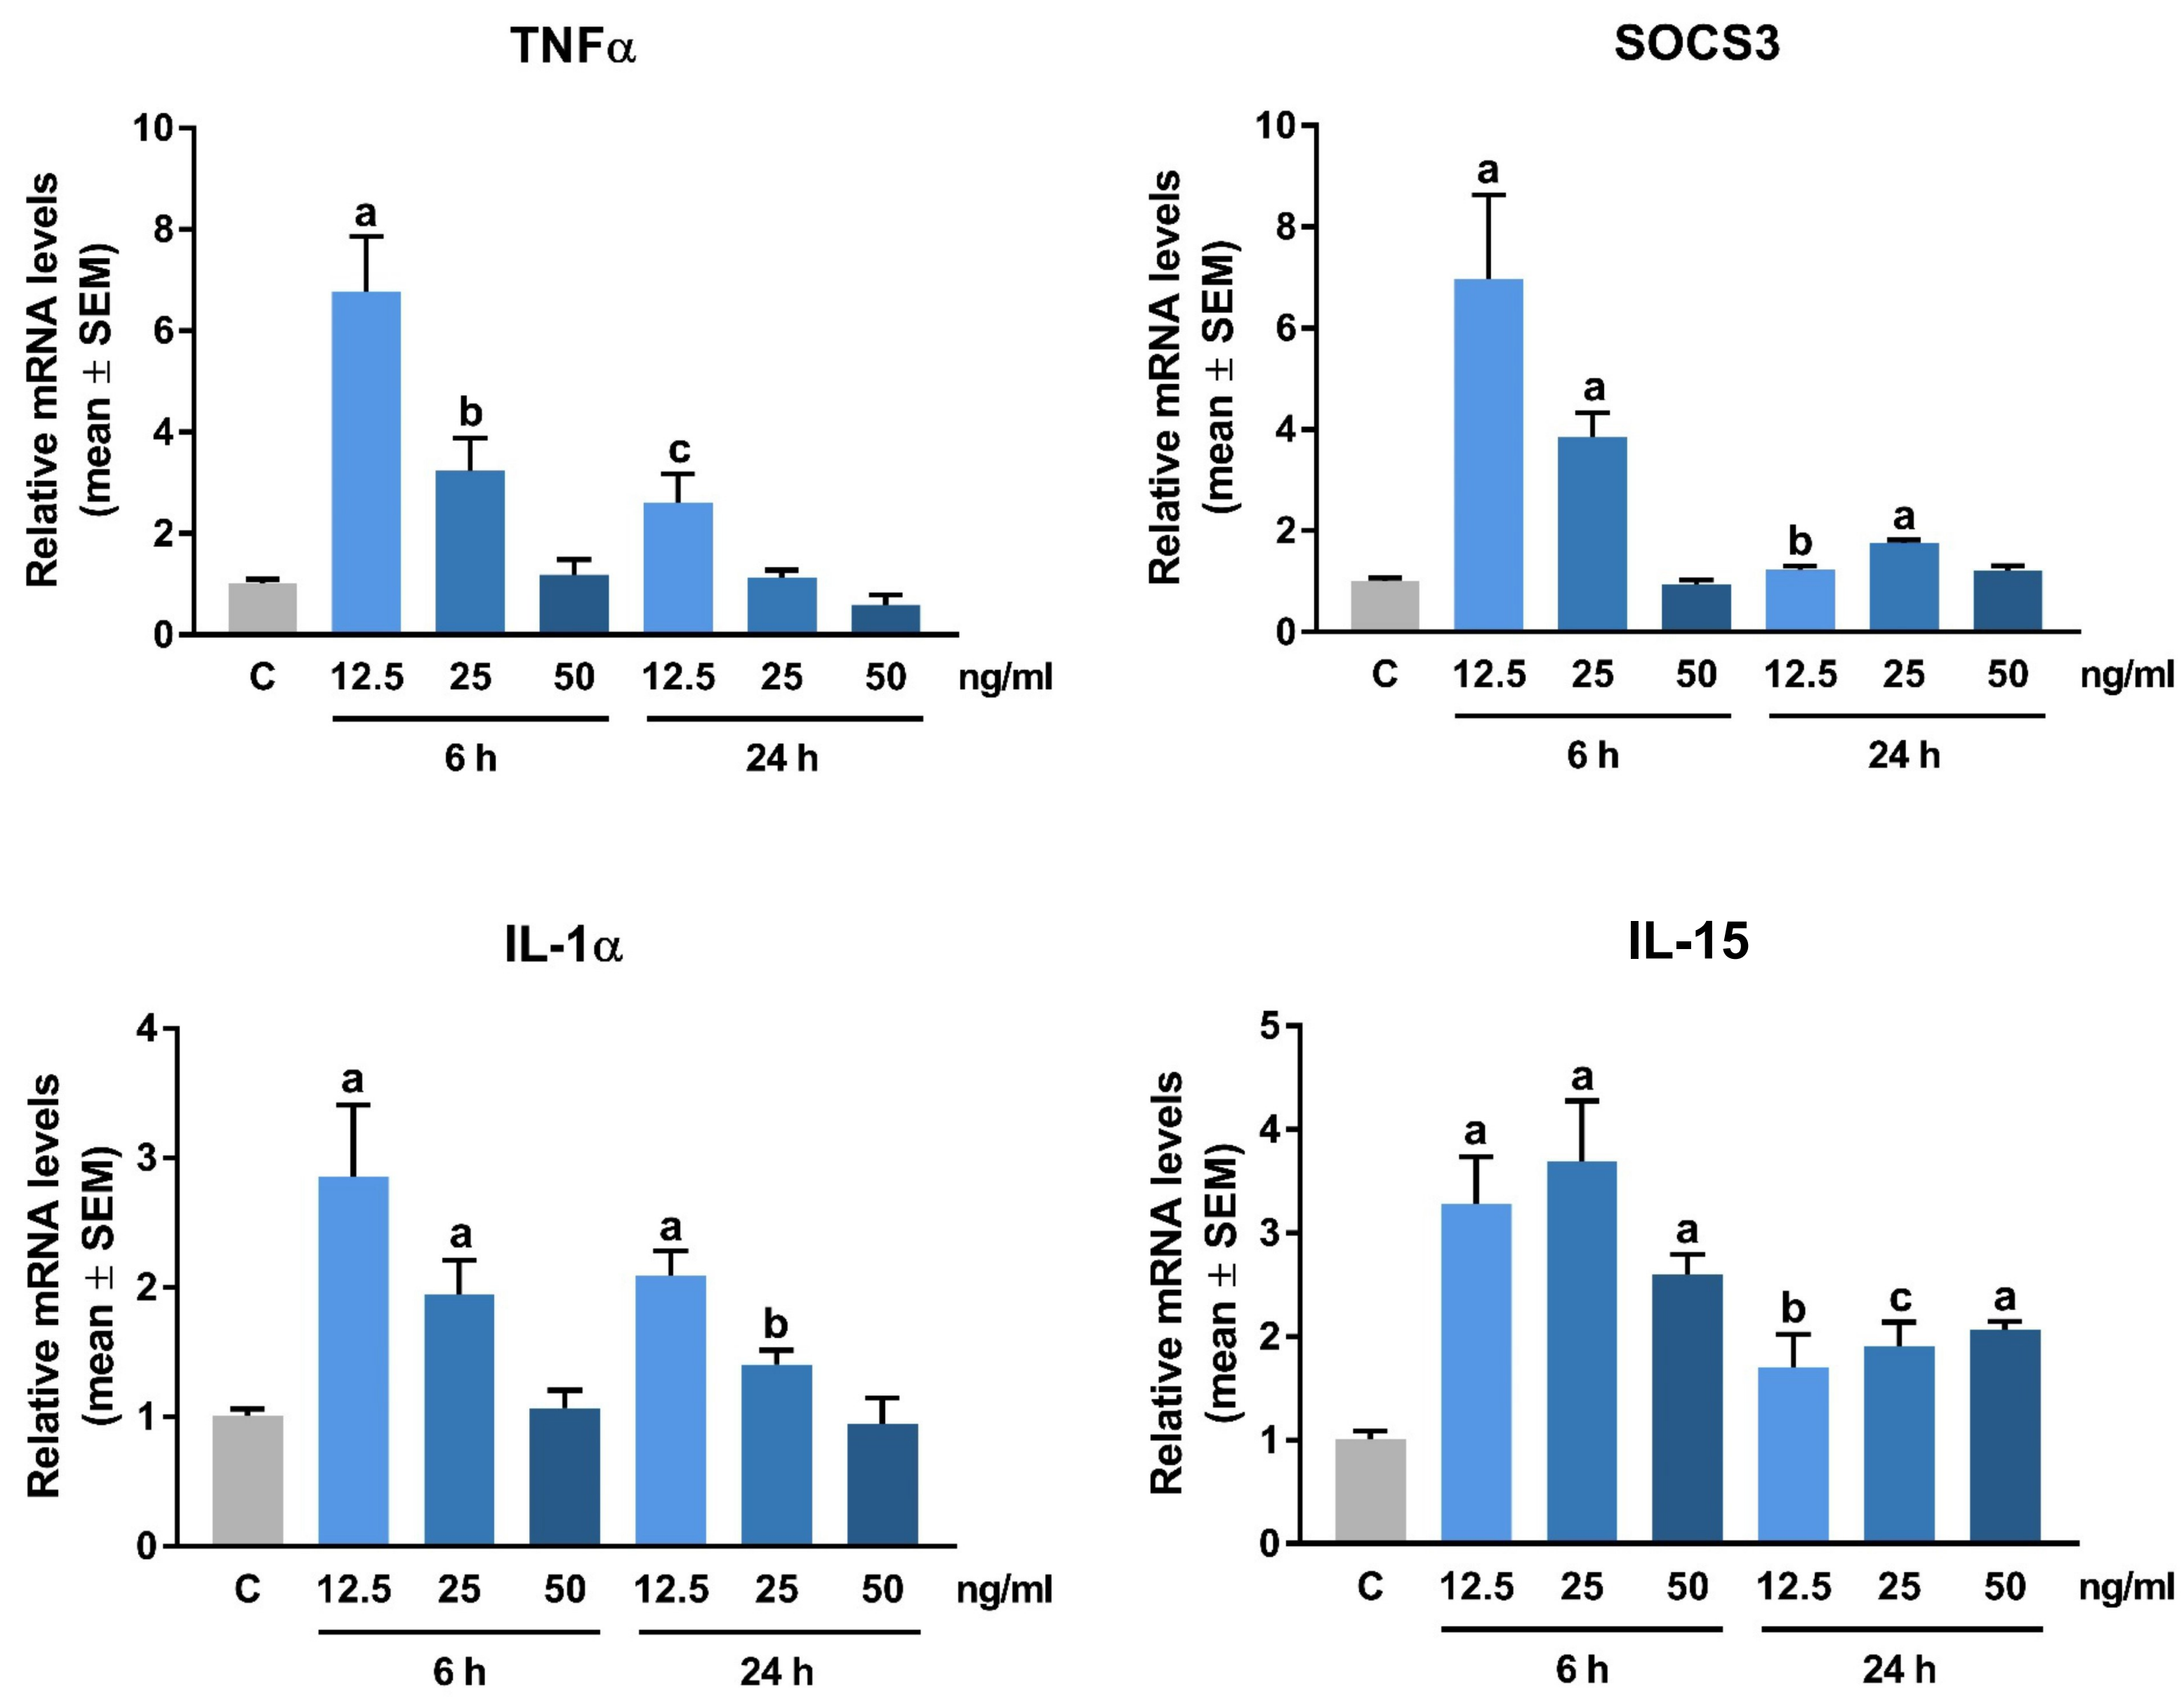 TNFα
Relative mRNA levels
(mean ± SEM)
10
8
6
4
2
0
a
b
c
C 12.5 25 50 12.5 25 50 ng/ml
6 h 24 h
SOCS3
Relative mRNA levels
(mean ± SEM)
10
8
6
4
2
0
a
a
b
a
C 12.5 25 50 12.5 25 50 ng/ml
6 h 24 h
IL-1α
Relative mRNA levels
(mean ± SEM)
4
3
2
1
0
a
a
a
b
C 12.5 25 50 12.5 25 50 ng/ml
6 h 24 h
IL-15
Relative mRNA levels
(mean ± SEM)
5
4
3
2
1
0
a
a
a
b
c
a
C 12.5 25 50 12.5 25 50 ng/ml
6 h 24 h